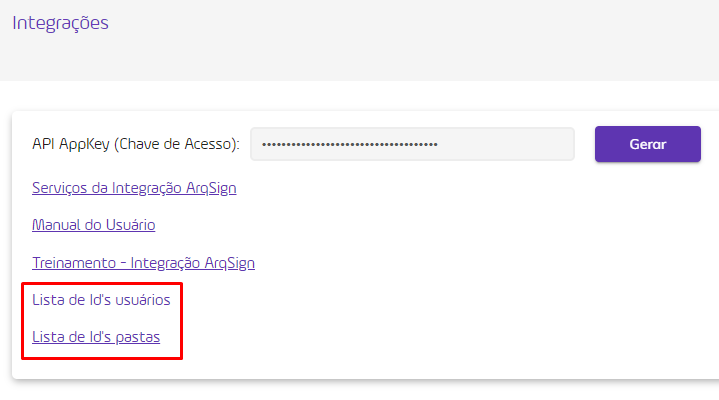 Integrações
API AppKey (Chave de Acesso): ••••••••••••••••••••••••••••••••••••• Gerar
Serviços da Integração ArqSign
Manual do Usuário
Treinamento - Integração ArqSign
Lista de Id's usuários
Lista de Id's pastas